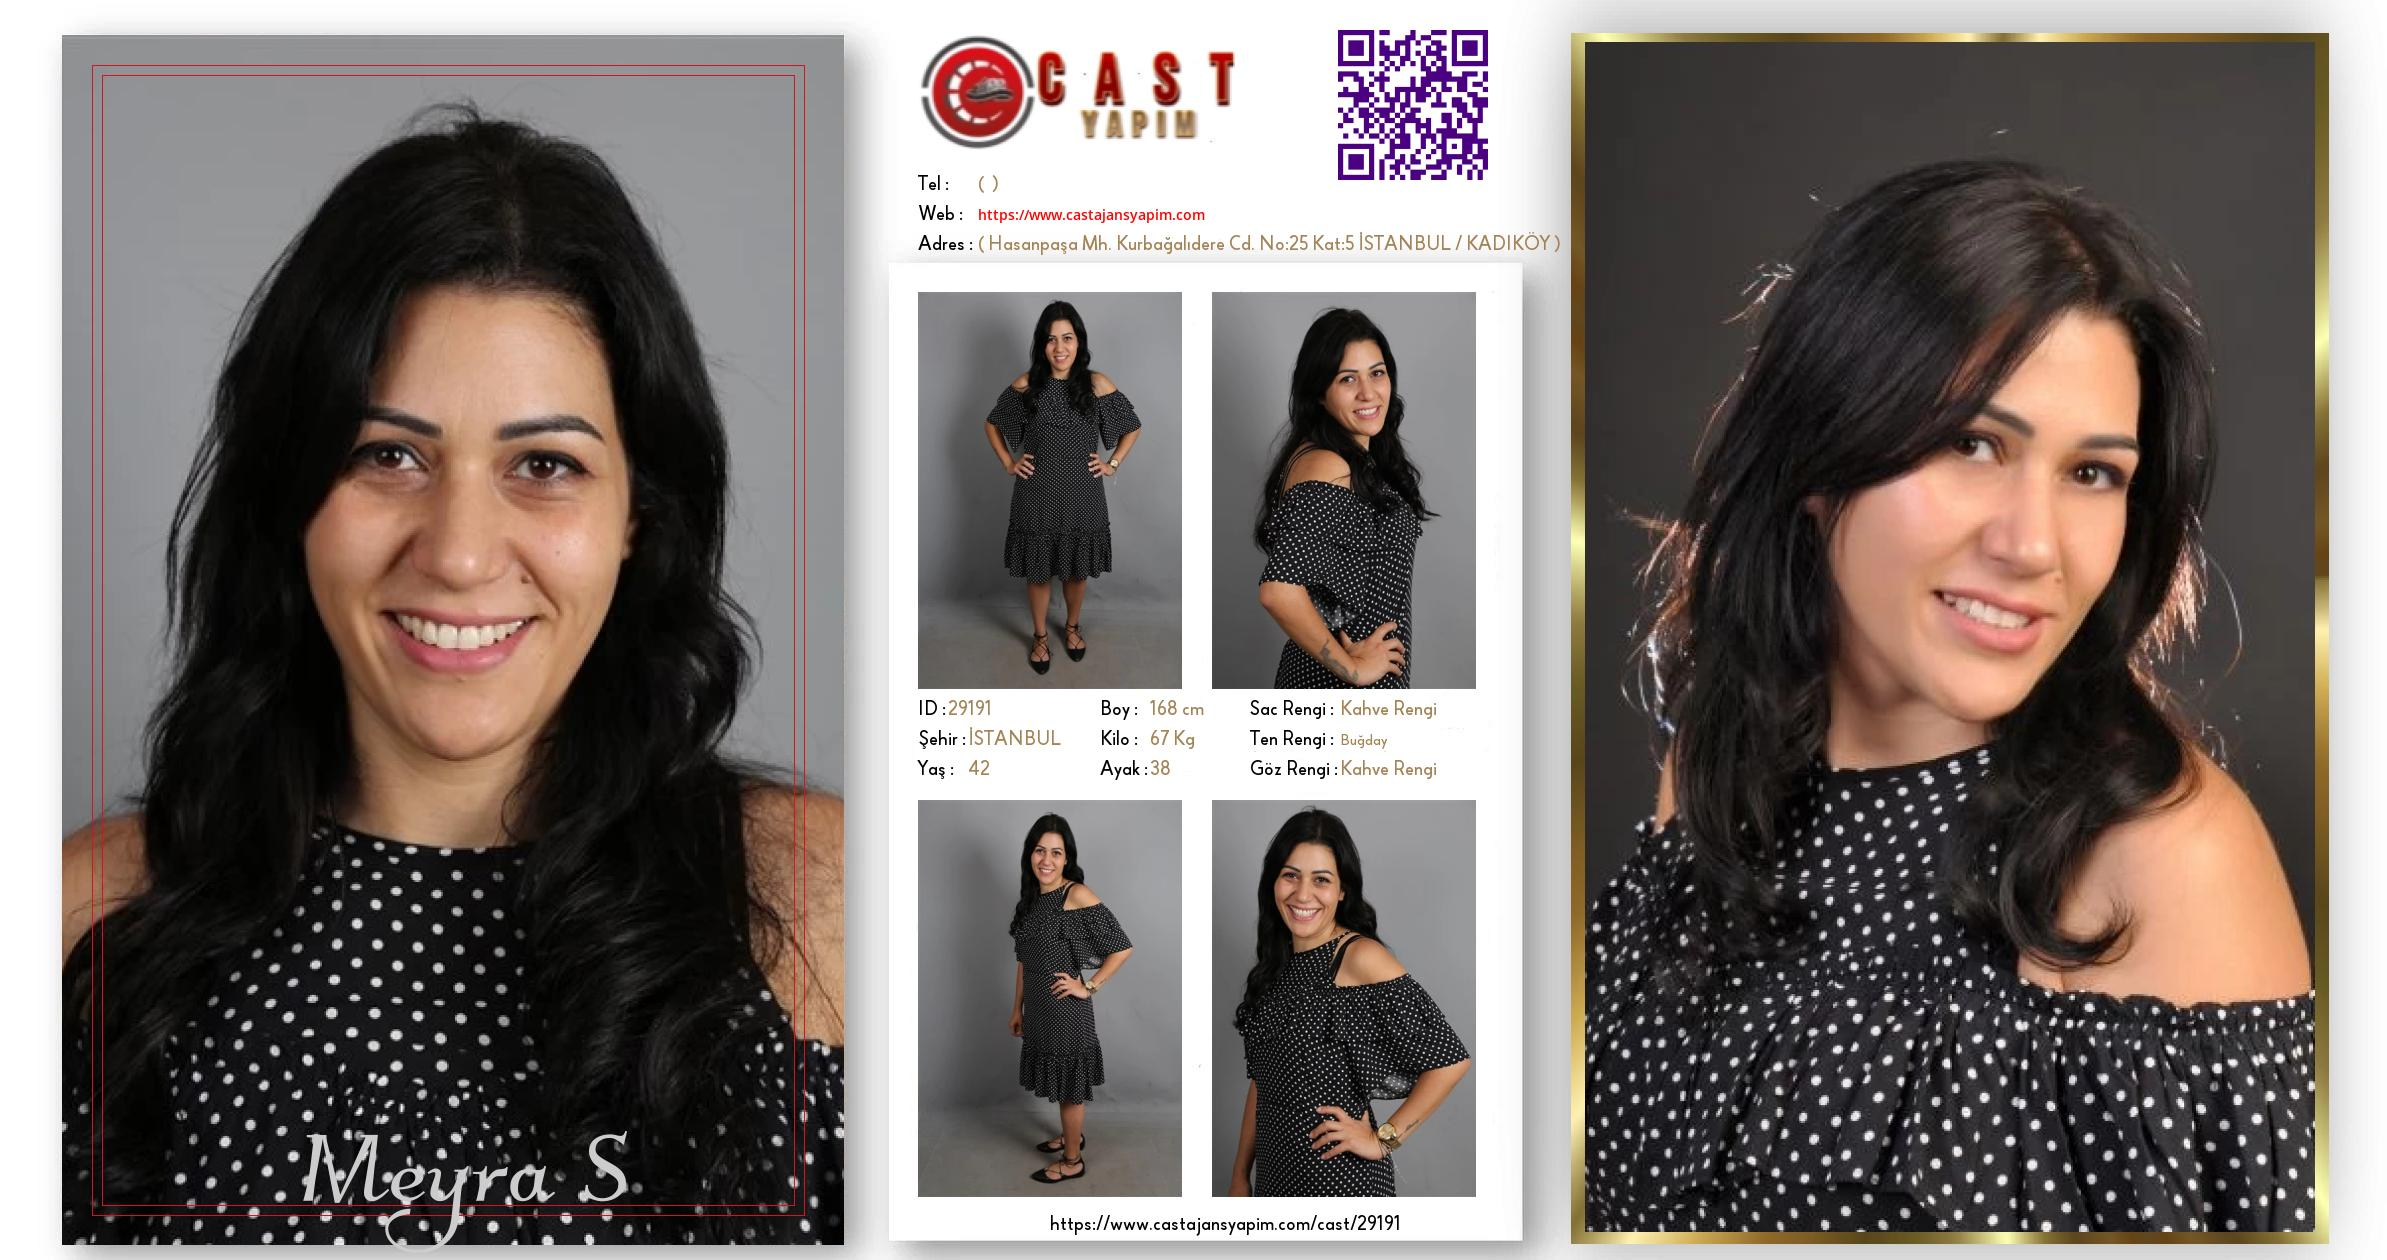 CAST
YAPIM
Tel : ( )
Web : https://www.castajansyapim.com
Adres : ( Hasanpaşa Mh. Kurbağalıdere Cd. No:25 Kat:5 İSTANBUL / KADIKÖY )
ID : 29191 Boy : 168 cm Sac Rengi : Kahve Rengi
Şehir : İSTANBUL Kilo : 67 Kg Ten Rengi : Buğday
Yaş : 42 Ayak : 38 Göz Rengi : Kahve Rengi
Meyra S
https://www.castajansyapim.com/cast/29191